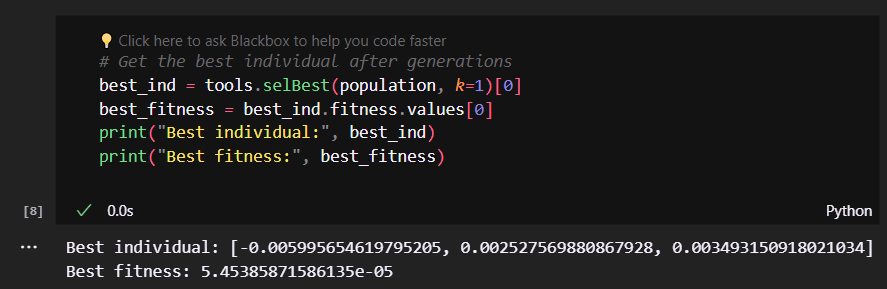 Click here to ask Blackbox to help you code faster
# Get the best individual after generations
best_ind = tools.selBest(population, k=1)[0]
best_fitness = best_ind.fitness.values[0]
print("Best individual:", best_ind)
print("Best fitness:", best_fitness)
[8] 0.0s Python
... Best individual: [-0.005995654619795205, 0.002527569880867928, 0.003493150918021034]
Best fitness: 5.45385871586135e-05